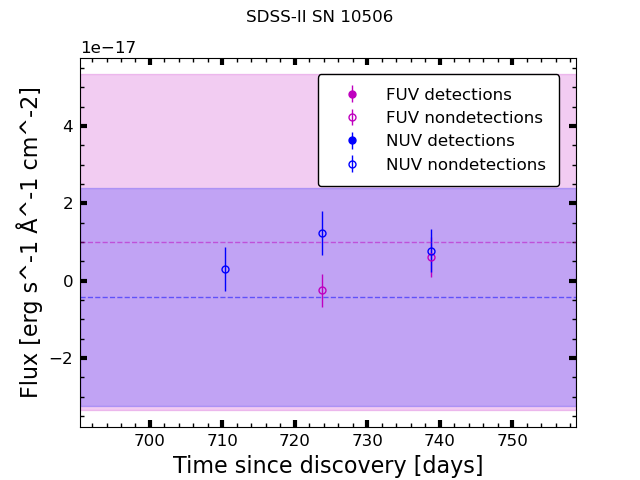 SDSS-II SN 10506
1e−17
FUV detections
FUV nondetections
NUV detections
NUV nondetections
4
2
0
−2
Flux [erg s^-1 Å^-1 cm^-2]
700 710 720 730 740 750
Time since discovery [days]